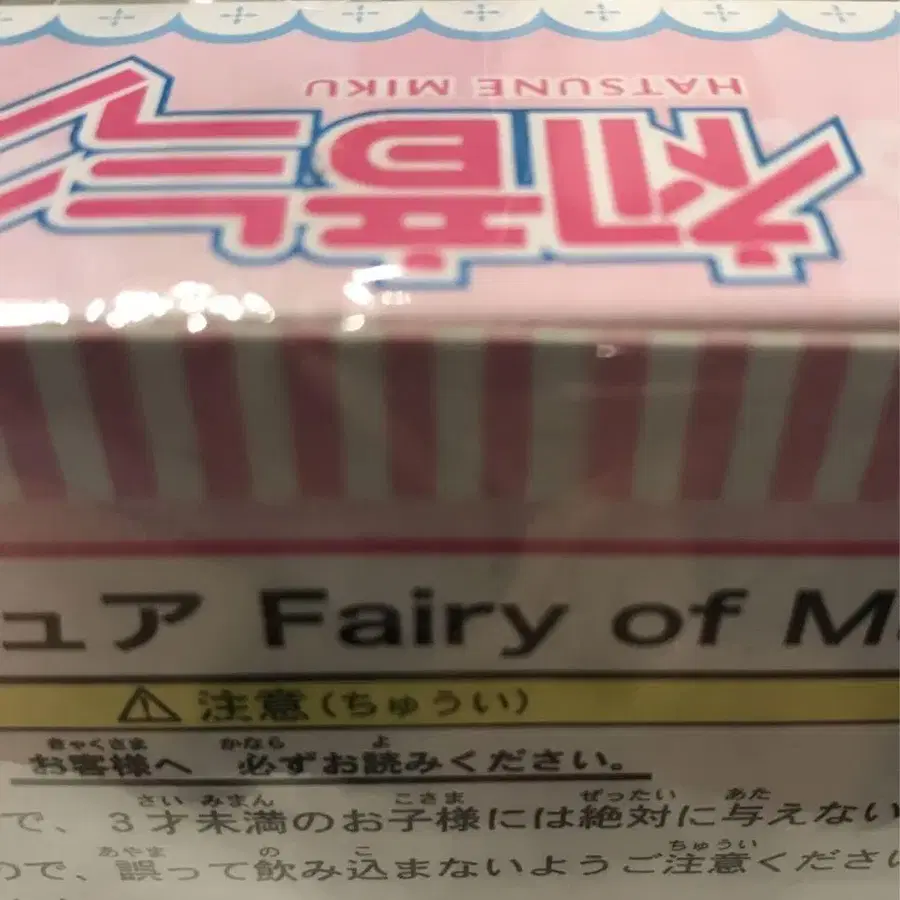 初音ミク
HATSUNE MIKU
ュア Fairy of M
⚠ 注意(ちゅうい)
お客様へ 必ずお読みください。
で、3才未満のお子様には絶対に与えない
ので、誤って飲み込まないようご注意くださ